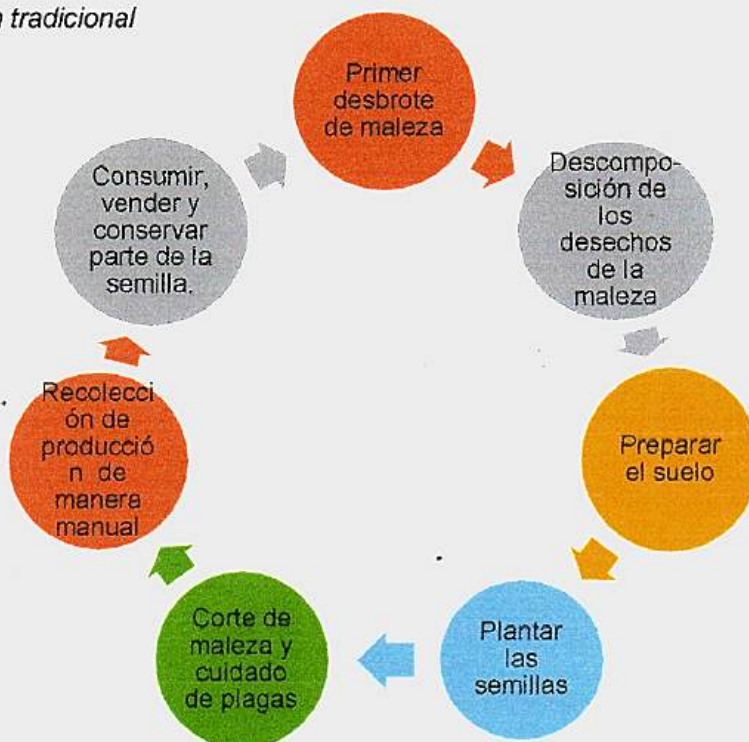 tradicional
Primer
desbrote
de maleza
Descompo-
sición de
los
desechos
de la
maleza
Preparar
el suelo
Plantar
las
semillas
Corte de
maleza y
cuidado
de plagas
Recolecci
ón de
producció
n de
manera
manual
Consumir,
vender y
conservar
parte de la
semilla.